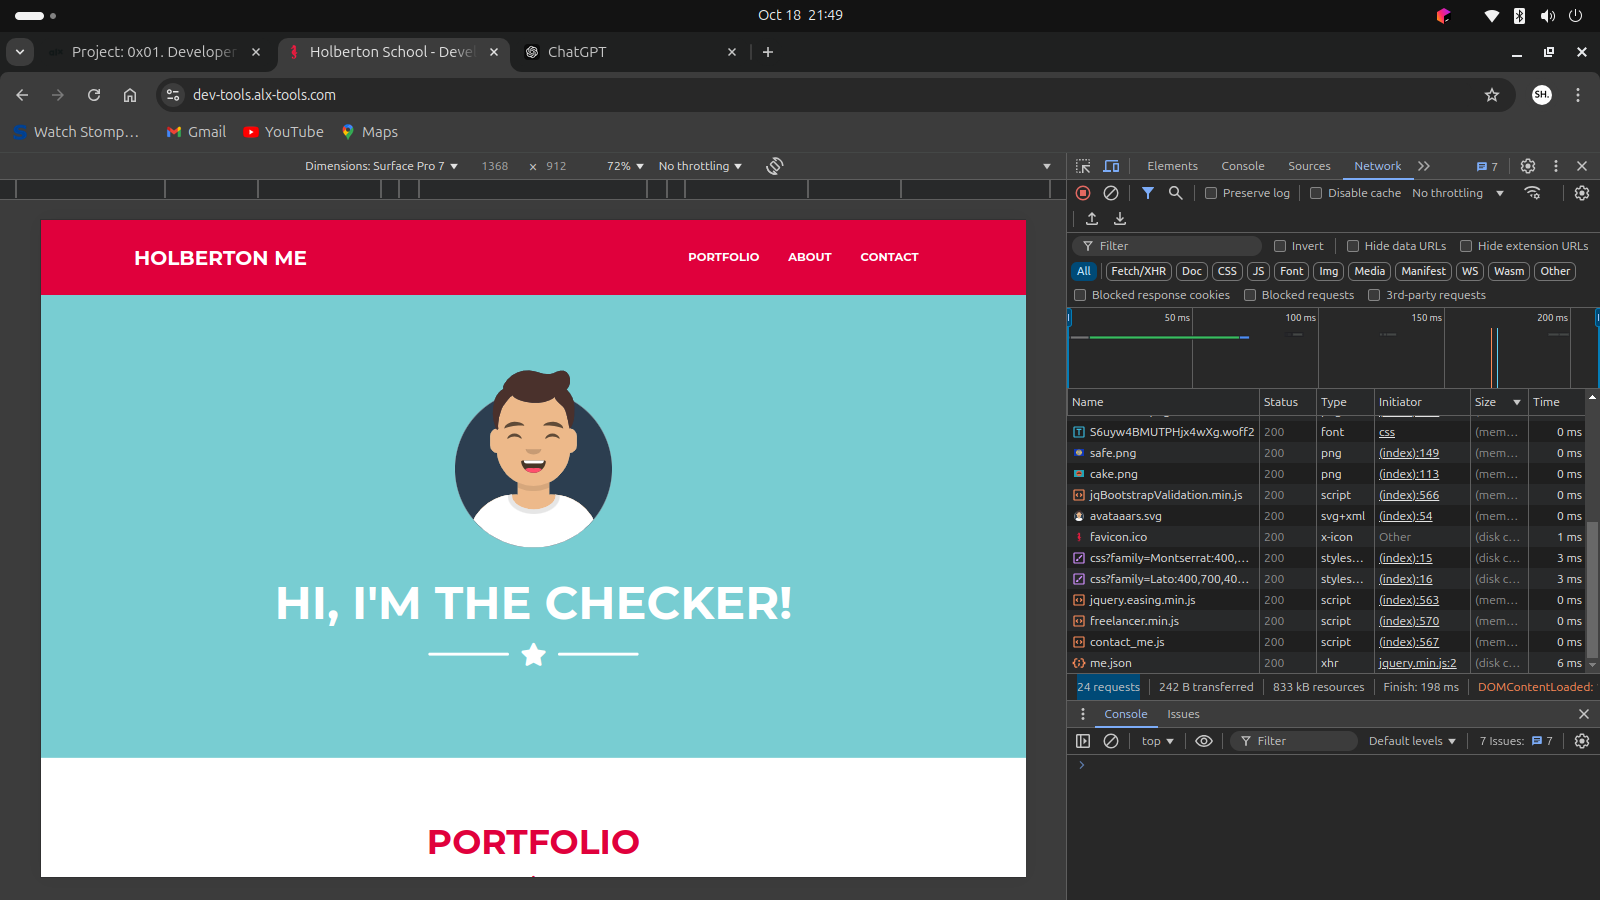 Oct 18 21:49
Project: 0x01. Developer
Holberton School - Deve
ChatGPT
dev-tools.alx-tools.com
SH.
Watch Stomp…
Gmail
YouTube
Maps
Dimensions: Surface Pro 7
1368 × 912
72%
No throttling
Elements
Console
Sources
Network
7
Preserve log
Disable cache
No throttling
Filter
Invert
Hide data URLs
Hide extension URLs
All Fetch/XHR Doc CSS JS Font Img Media Manifest WS Wasm Other
Blocked response cookies
Blocked requests
3rd-party requests
50 ms 100 ms 150 ms 200 ms
Name Status Type Initiator Size Time
S6uyw4BMUTPHjx4wXg.woff2 200 font css (mem… 0 ms
safe.png 200 png (index):149 (mem… 0 ms
cake.png 200 png (index):113 (mem… 0 ms
jqBootstrapValidation.min.js 200 script (index):566 (mem… 0 ms
avataaars.svg 200 svg+xml (index):54 (mem… 0 ms
favicon.ico 200 x-icon Other (disk c… 1 ms
css?family=Montserrat:400,… 200 styles… (index):15 (disk c… 3 ms
css?family=Lato:400,700,40… 200 styles… (index):16 (disk c… 3 ms
jquery.easing.min.js 200 script (index):563 (mem… 0 ms
freelancer.min.js 200 script (index):570 (mem… 0 ms
contact_me.js 200 script (index):567 (mem… 0 ms
me.json 200 xhr jquery.min.js:2 (disk c… 6 ms
24 requests 242 B transferred 833 kB resources Finish: 198 ms DOMContentLoaded:
Console
Issues
top
Filter
Default levels
7 Issues: 7
HOLBERTON ME
PORTFOLIO ABOUT CONTACT
HI, I'M THE CHECKER!
PORTFOLIO